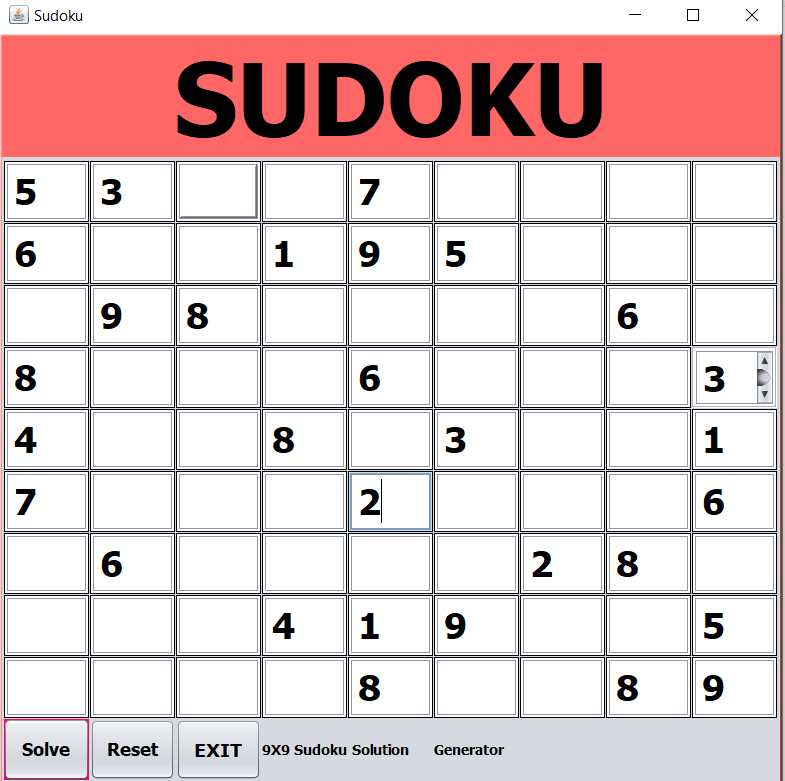 Sudoku
SUDOKU
5 3 7
6 1 9 5
9 8 6
8 6 3
4 8 3 1
7 2 6
6 2 8
4 1 9 5
8 8 9
Solve Reset EXIT 9X9 Sudoku Solution Generator